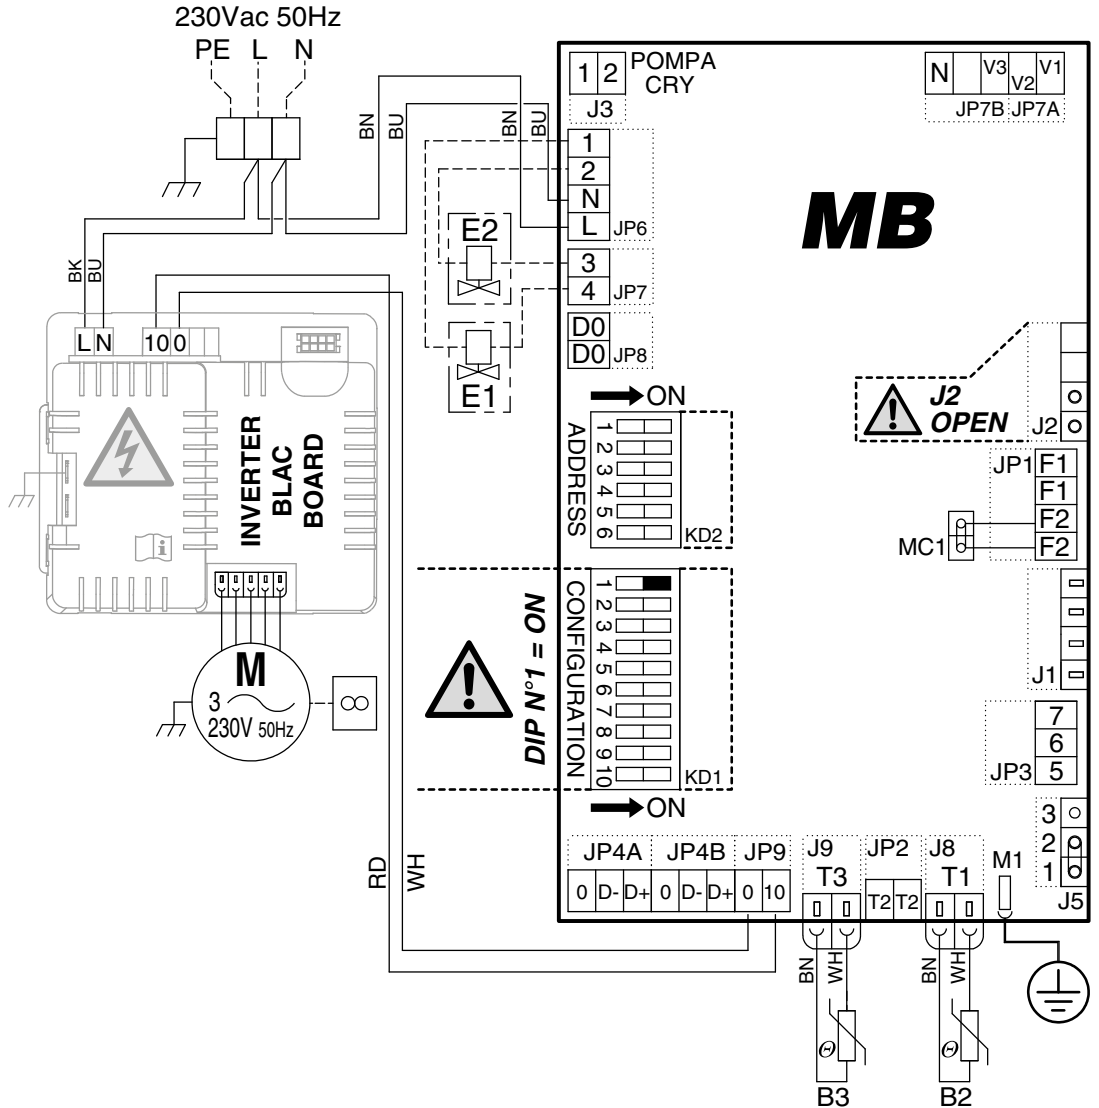 230Vac 50Hz
PE L N
BN
BU
BN
BU
1 2
POMPA
CRY
J3
N V3 V2 V1
JP7B JP7A
1
2
N
L
JP6
MB
E2
3
4
JP7
BK
BU
L N
10 0
D0
D0
JP8
E1
ON
J2
OPEN
J2
INVERTER
BLAC
BOARD
i
ADDRESS
1
2
3
4
5
6
KD2
JP1
F1
F1
F2
F2
MC1
DIP N°1 = ON
CONFIGURATION
1
2
3
4
5
6
7
8
9
10
KD1
J1
M
3
230V 50Hz
7
6
5
JP3
ON
3
2
1
J5
RD
WH
JP4A JP4B JP9
0 D- D+ 0 D- D+ 0 10
J9
T3
JP2
T2 T2
J8
T1
M1
BN
WH
BN
WH
Θ
Θ
B3
B2